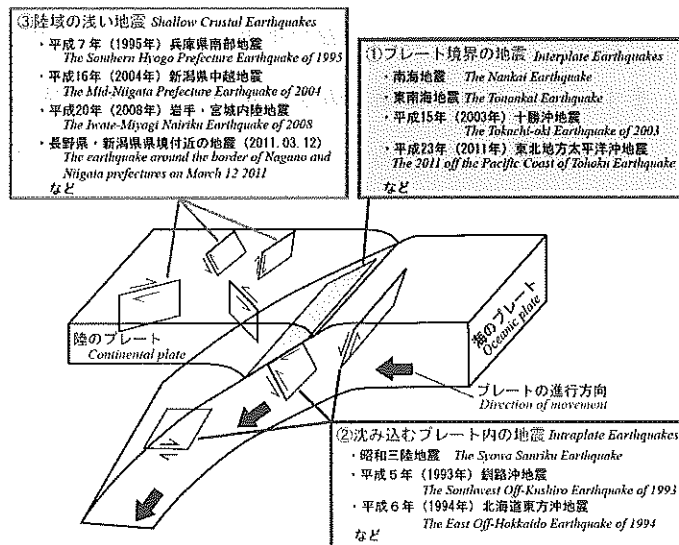 ③陸域の浅い地震 Shallow Crustal Earthquakes
・平成7年（1995年）兵庫県南部地震
The Southern Hyogo Prefecture Earthquake of 1995
・平成16年（2004年）新潟県中越地震
The Mid-Niigata Prefecture Earthquake of 2004
・平成20年（2008年）岩手・宮城内陸地震
The Iwate-Miyagi Nairiku Earthquake of 2008
・長野県・新潟県県境付近の地震（2011.03.12）
The earthquake around the border of Nagano and
Niigata prefectures on March 12 2011
など
①プレート境界の地震 Interplate Earthquakes
・南海地震 The Nankai Earthquake
・東南海地震 The Tonankai Earthquake
・平成15年（2003年）十勝沖地震
The Tokachi-oki Earthquake of 2003
・平成23年（2011年）東北地方太平洋沖地震
The 2011 off the Pacific Coast of Tohoku Earthquake
など
陸のプレート
Continental plate
海のプレート
Oceanic plate
プレートの進行方向
Direction of movement
②沈み込むプレート内の地震 Intraplate Earthquakes
・昭和三陸地震 The Syowa Sanriku Earthquake
・平成5年（1993年）釧路沖地震
The Southwest Off-Kushiro Earthquake of 1993
・平成6年（1994年）北海道東方沖地震
The East Off-Hokkaido Earthquake of 1994
など